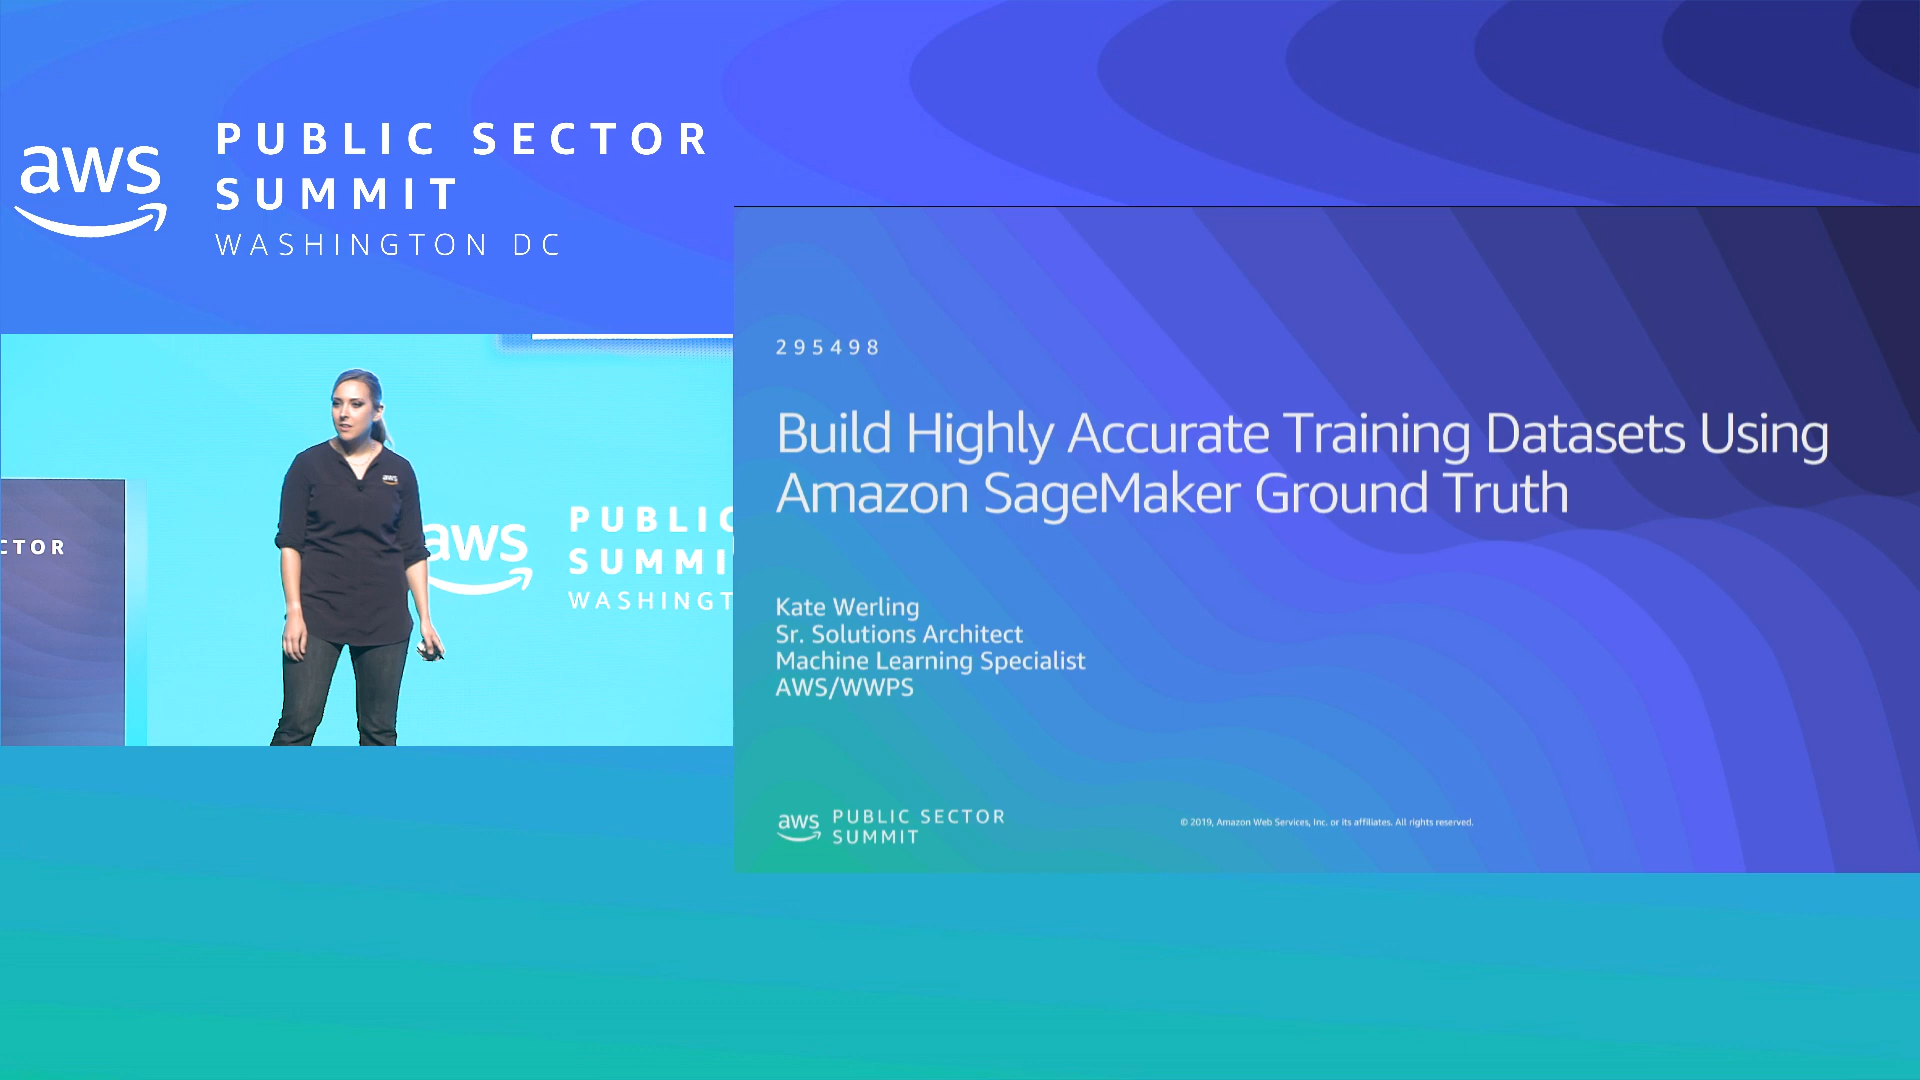 aws
PUBLIC SECTOR
SUMMIT
WASHINGTON DC
CTOR
aws
aws
PUBLIC
SUMMI
WASHINGT
295498
Build Highly Accurate Training Datasets Using
Amazon SageMaker Ground Truth
Kate Werling
Sr. Solutions Architect
Machine Learning Specialist
AWS/WWPS
aws
PUBLIC SECTOR
SUMMIT
© 2019, Amazon Web Services, Inc. or its affiliates. All rights reserved.